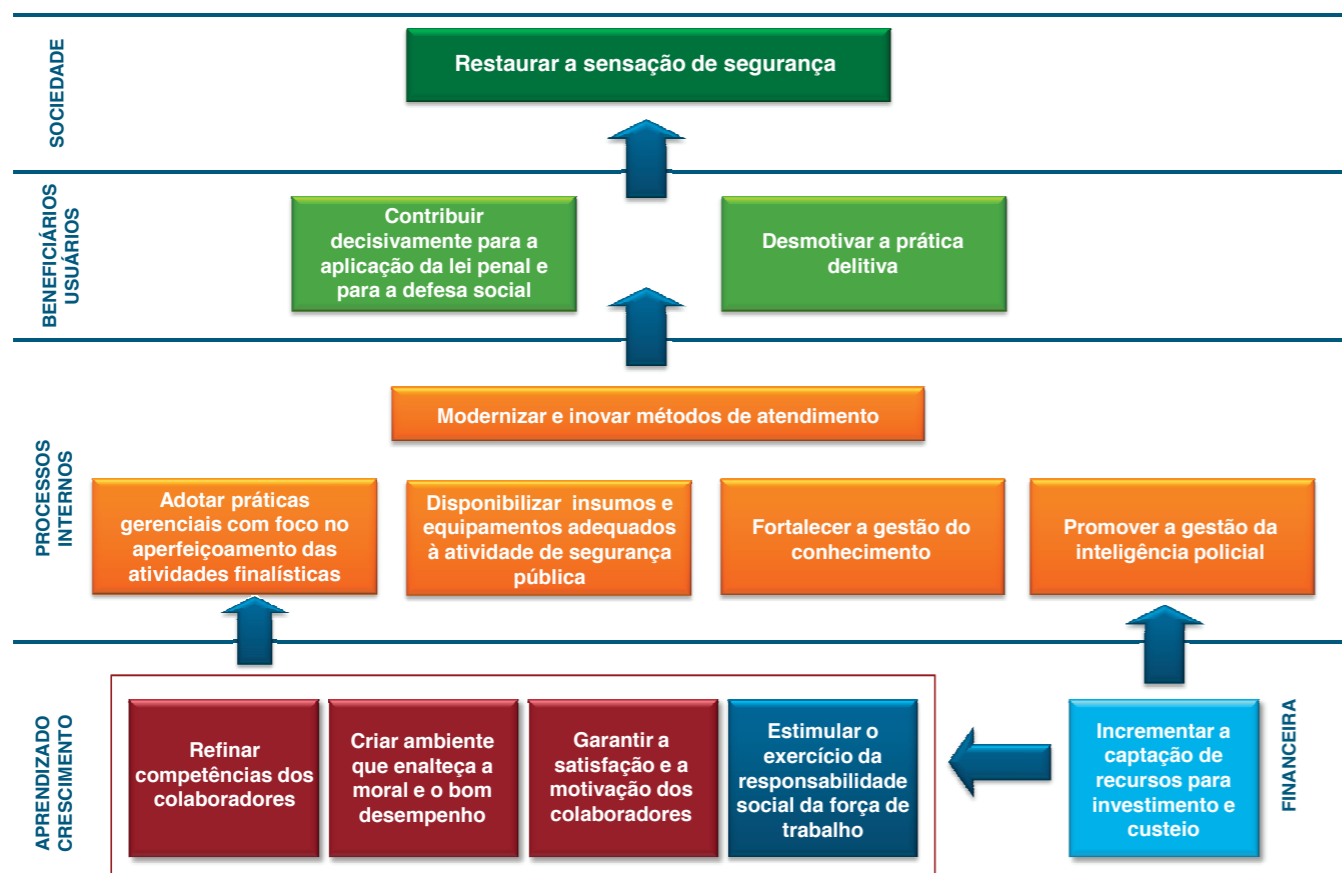 SOCIEDADE
Restaurar a sensação de segurança
BENEFICIÁRIOS
USUÁRIOS
Contribuir
decisivamente para a
aplicação da lei penal e
para a defesa social
Desmotivar a prática
delitiva
PROCESSOS
INTERNOS
Modernizar e inovar métodos de atendimento
Adotar práticas
gerenciais com foco no
aperfeiçoamento das
atividades finalísticas
Disponibilizar insumos e
equipamentos adequados
à atividade de segurança
pública
Fortalecer a gestão do
conhecimento
Promover a gestão da
inteligência policial
APRENDIZADO
CRESCIMENTO
Refinar
competências dos
colaboradores
Criar ambiente
que enalteça a
moral e o bom
desempenho
Garantir a
satisfação e a
motivação dos
colaboradores
Estimular o
exercício da
responsabilidade
social da força de
trabalho
Incrementar a
captação de
recursos para
investimento e
custeio
FINANCEIRA